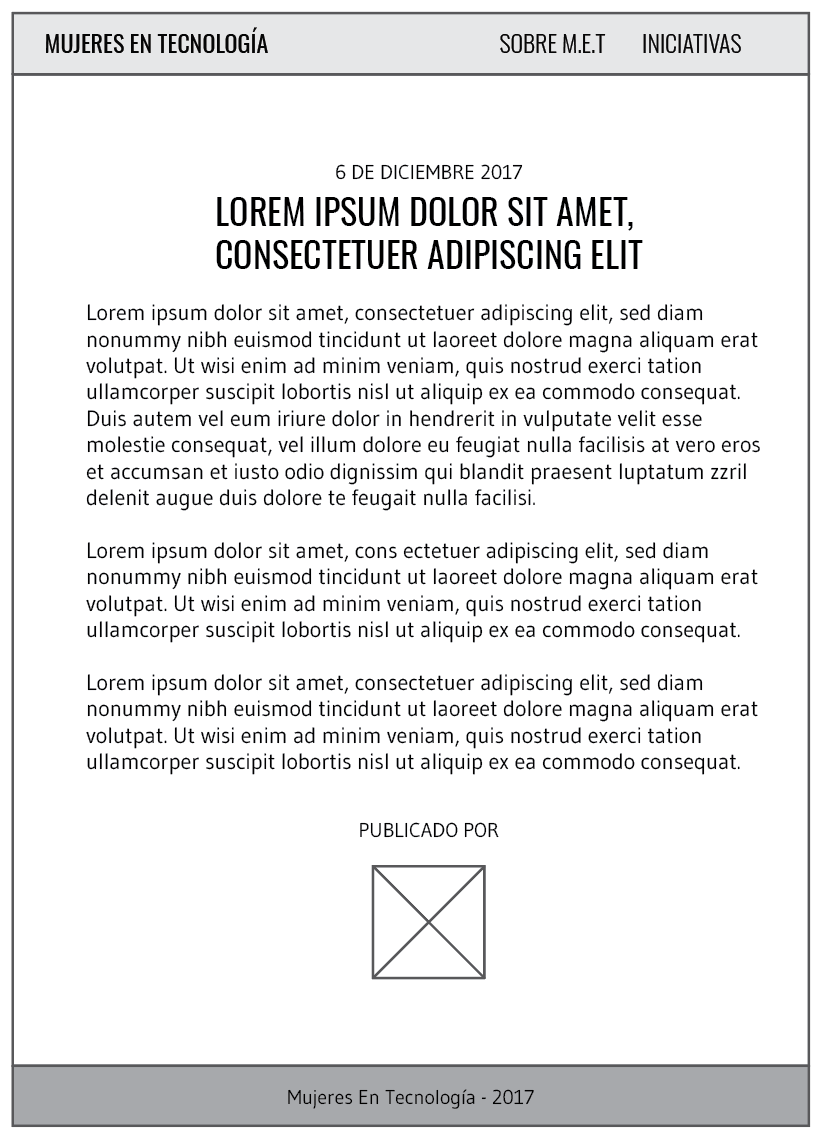 MUJERES EN TECNOLOGÍA SOBRE M.E.T INICIATIVAS
6 DE DICIEMBRE 2017
LOREM IPSUM DOLOR SIT AMET,
CONSECTETUER ADIPISCING ELIT
Lorem ipsum dolor sit amet, consectetuer adipiscing elit, sed diam
nonummy nibh euismod tincidunt ut laoreet dolore magna aliquam erat
volutpat. Ut wisi enim ad minim veniam, quis nostrud exerci tation
ullamcorper suscipit lobortis nisl ut aliquip ex ea commodo consequat.
Duis autem vel eum iriure dolor in hendrerit in vulputate velit esse
molestie consequat, vel illum dolore eu feugiat nulla facilisis at vero eros
et accumsan et iusto odio dignissim qui blandit praesent luptatum zzril
delenit augue duis dolore te feugait nulla facilisi.
Lorem ipsum dolor sit amet, cons ectetuer adipiscing elit, sed diam
nonummy nibh euismod tincidunt ut laoreet dolore magna aliquam erat
volutpat. Ut wisi enim ad minim veniam, quis nostrud exerci tation
ullamcorper suscipit lobortis nisl ut aliquip ex ea commodo consequat.
Lorem ipsum dolor sit amet, consectetuer adipiscing elit, sed diam
nonummy nibh euismod tincidunt ut laoreet dolore magna aliquam erat
volutpat. Ut wisi enim ad minim veniam, quis nostrud exerci tation
ullamcorper suscipit lobortis nisl ut aliquip ex ea commodo consequat.
PUBLICADO POR
Mujeres En Tecnología - 2017